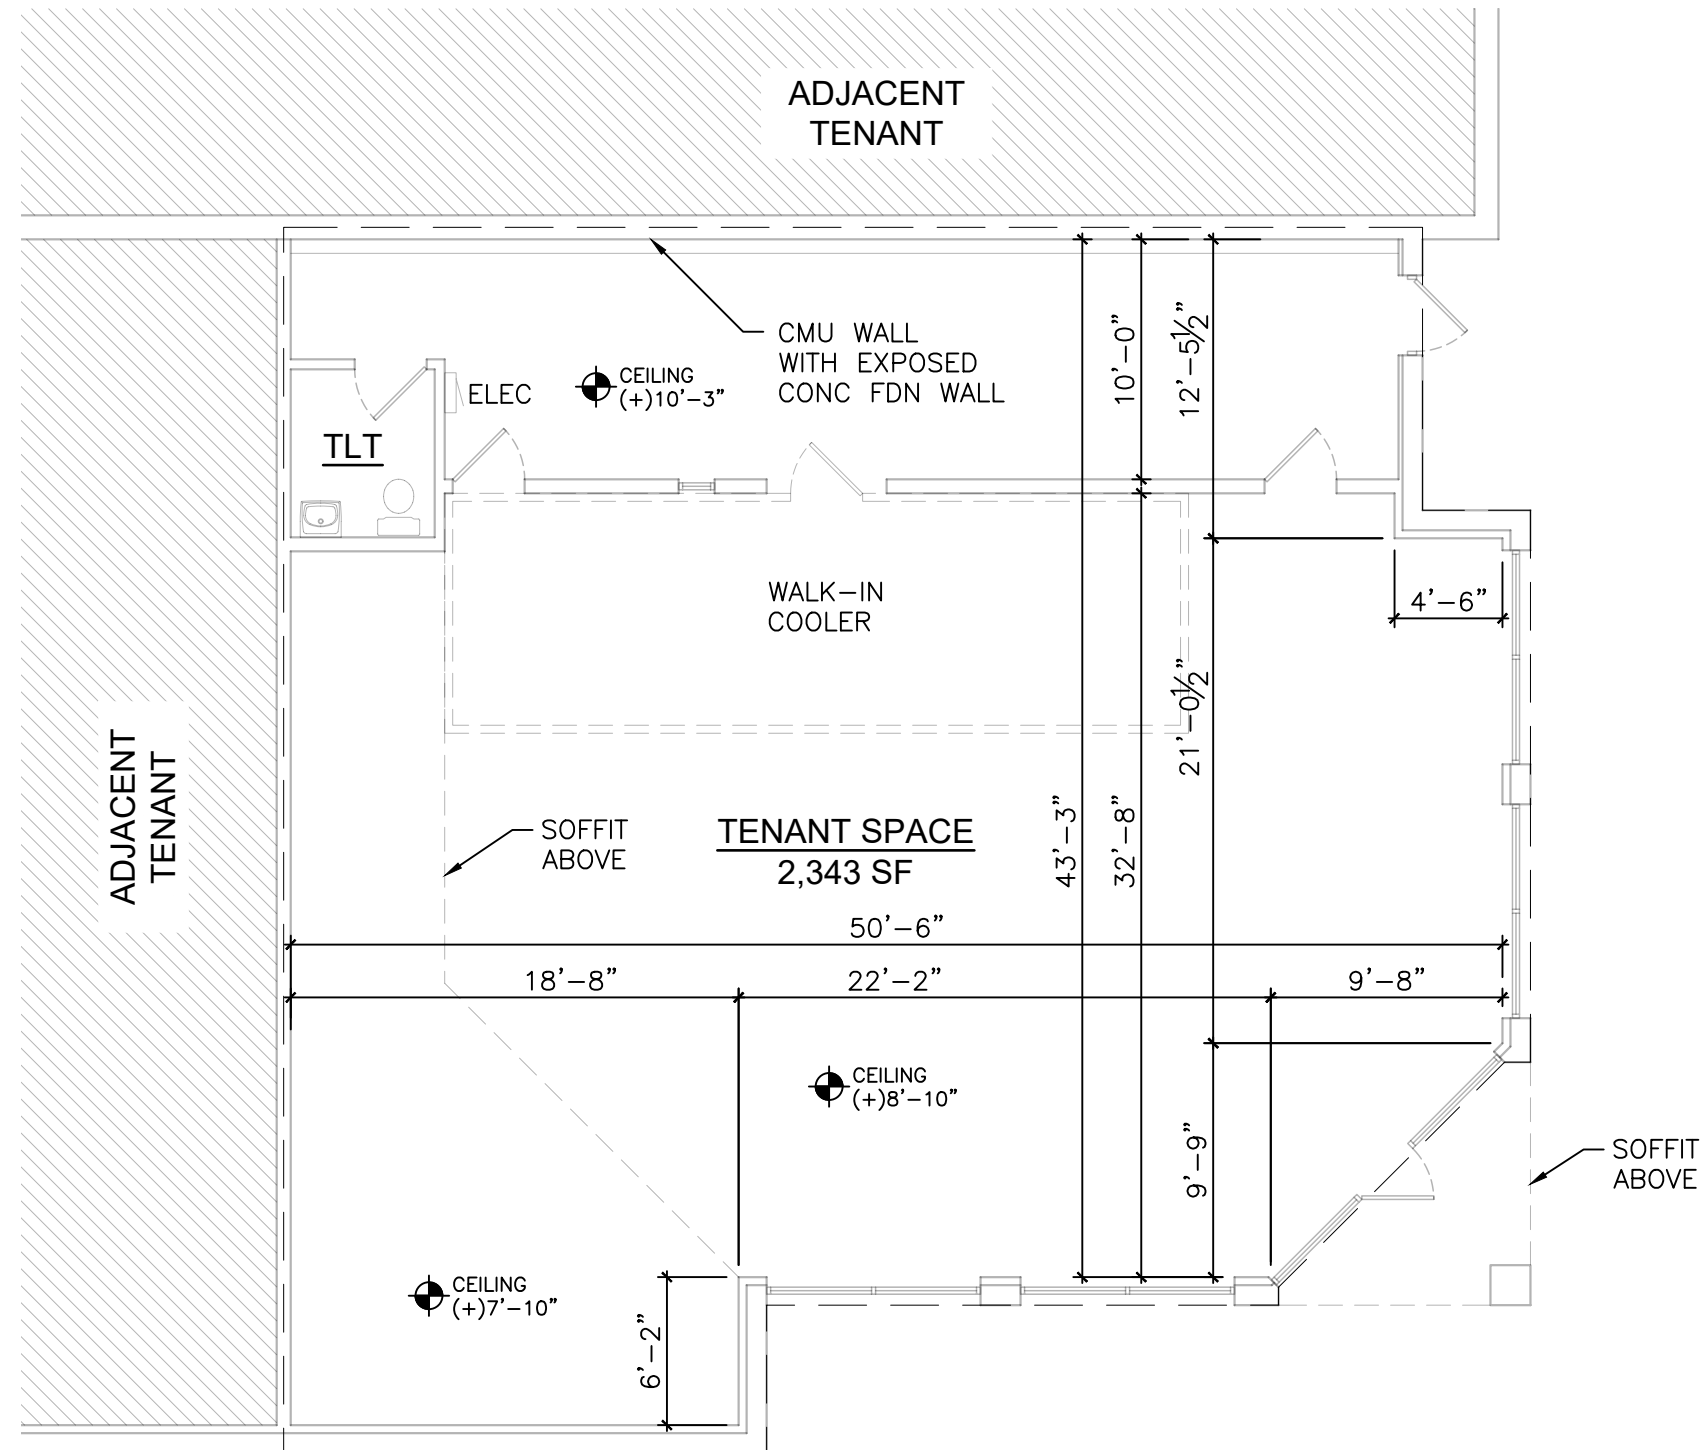 ADJACENT
TENANT
CMU WALL
WITH EXPOSED
CONC FDN WALL
10'-0"
12'-5½"
CEILING
(+)10'-3"
ELEC
TLT
WALK-IN
COOLER
4'-6"
21'-0½"
ADJACENT
TENANT
SOFFIT
ABOVE
TENANT SPACE
2,343 SF
43'-3"
32'-8"
50'-6"
18'-8"
22'-2"
9'-8"
CEILING
(+)8'-10"
9'-9"
SOFFIT
ABOVE
CEILING
(+)7'-10"
6'-2"